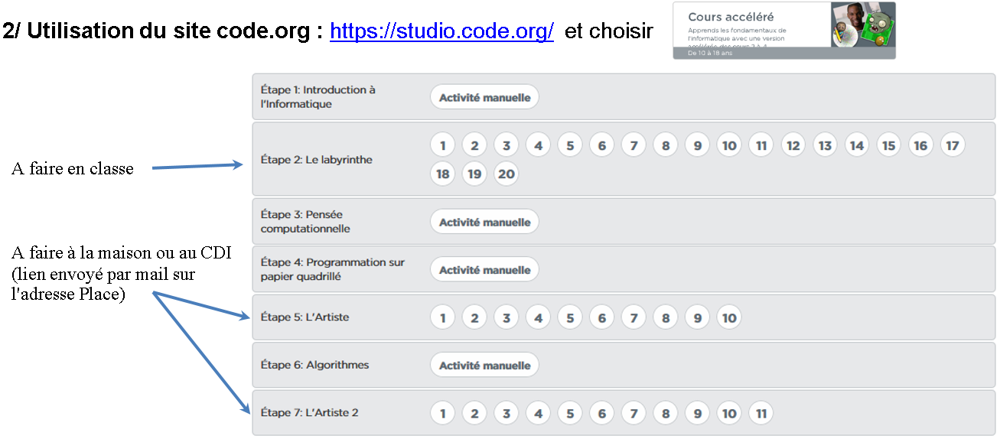 2/ Utilisation du site code.org : https://studio.code.org/ et choisir
Cours accéléré
Apprends les fondamentaux de
l'informatique avec une version
accélérée des cours 2 à 4
De 10 à 18 ans
Étape 1: Introduction à
l'Informatique
Activité manuelle
A faire en classe
Étape 2: Le labyrinthe
1 2 3 4 5 6 7 8 9 10 11 12 13 14 15 16 17
18 19 20
Étape 3: Pensée
computationnelle
Activité manuelle
A faire à la maison ou au CDI
(lien envoyé par mail sur
l'adresse Place)
Étape 4: Programmation sur
papier quadrillé
Activité manuelle
Étape 5: L'Artiste
1 2 3 4 5 6 7 8 9 10
Étape 6: Algorithmes
Activité manuelle
Étape 7: L'Artiste 2
1 2 3 4 5 6 7 8 9 10 11